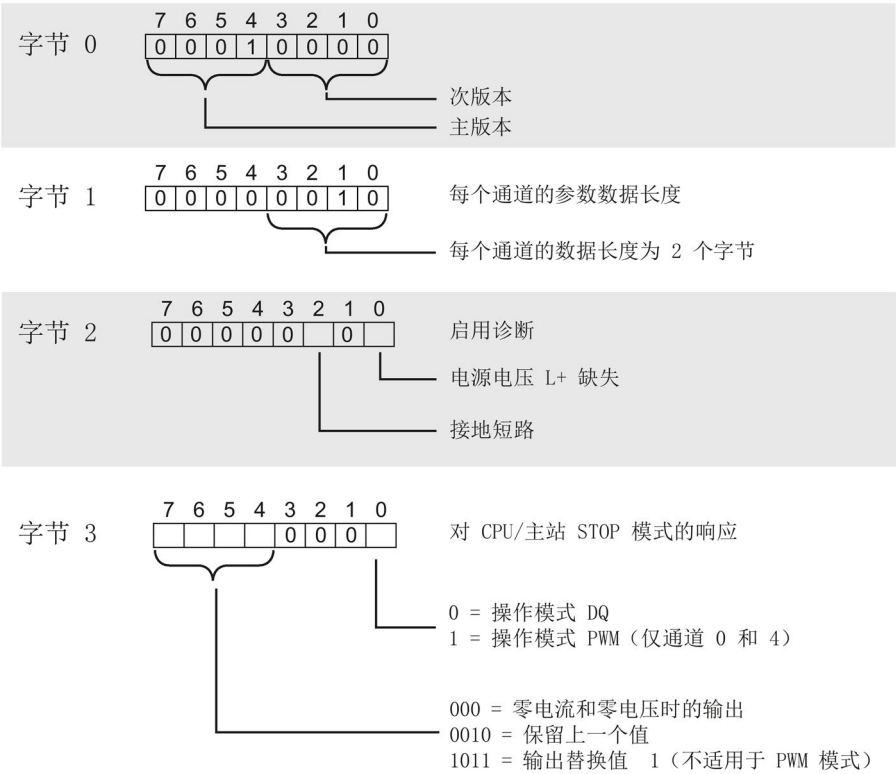 7 6 5 4 3 2 1 0
字节 0
0 0 0 1 0 0 0 0
次版本
主版本
7 6 5 4 3 2 1 0
字节 1
0 0 0 0 0 0 1 0
每个通道的参数数据长度
每个通道的数据长度为 2 个字节
7 6 5 4 3 2 1 0
字节 2
0 0 0 0 0 0
启用诊断
电源电压 L+ 缺失
接地短路
7 6 5 4 3 2 1 0
字节 3
0 0 0
对 CPU/主站 STOP 模式的响应
0 = 操作模式 DQ
1 = 操作模式 PWM（仅通道 0 和 4）
000 = 零电流和零电压时的输出
0010 = 保留上一个值
1011 = 输出替换值 1（不适用于 PWM 模式）